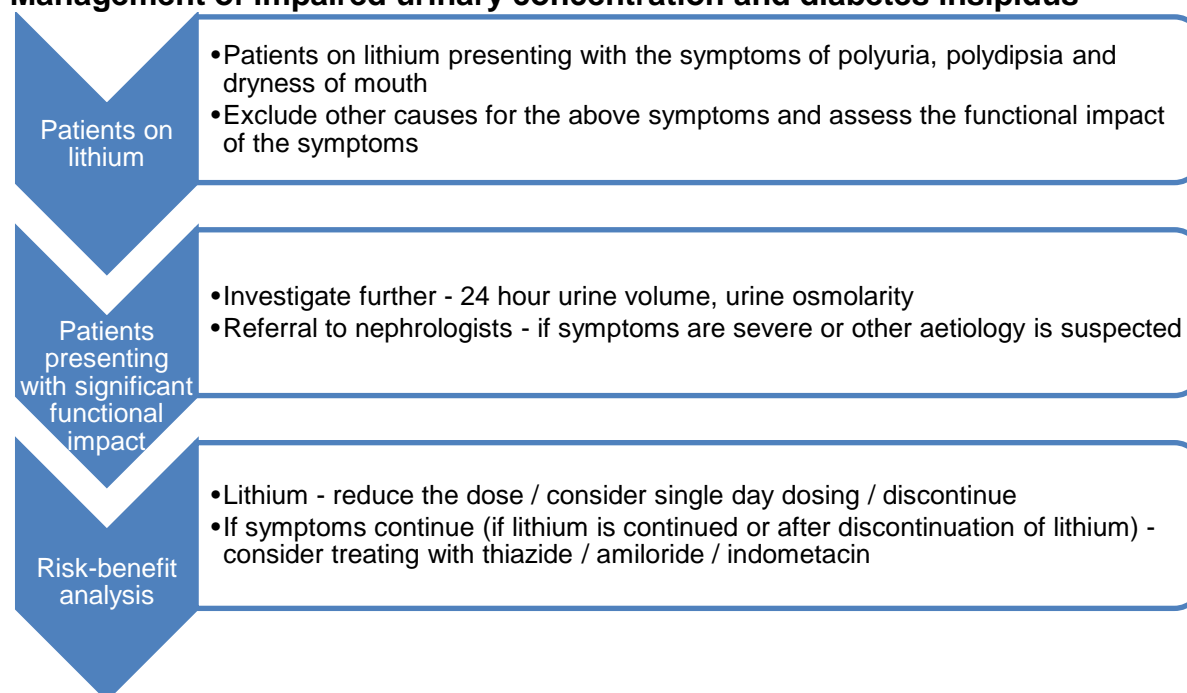 Management of impaired urinary concentration and diabetes insipidus
Patients on
lithium
•Patients on lithium presenting with the symptoms of polyuria, polydipsia and
dryness of mouth
•Exclude other causes for the above symptoms and assess the functional impact
of the symptoms
Patients
presenting
with significant
functional
impact
•Investigate further - 24 hour urine volume, urine osmolarity
•Referral to nephrologists - if symptoms are severe or other aetiology is suspected
Risk-benefit
analysis
•Lithium - reduce the dose / consider single day dosing / discontinue
•If symptoms continue (if lithium is continued or after discontinuation of lithium) -
consider treating with thiazide / amiloride / indometacin